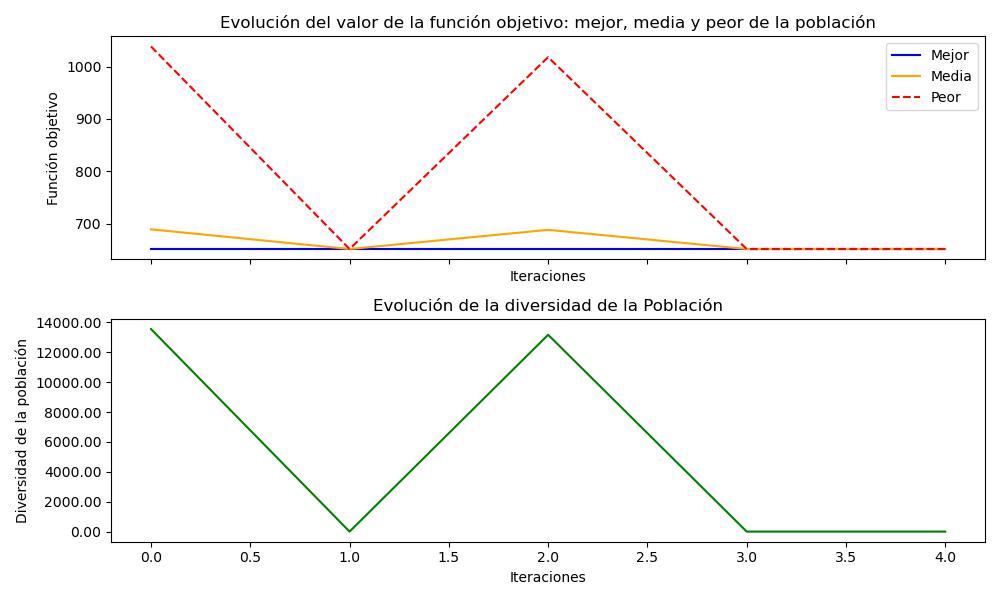 Evolución del valor de la función objetivo: mejor, media y peor de la población
Función objetivo
1000
900
800
700
Mejor
Media
Peor
Iteraciones
Evolución de la diversidad de la Población
Diversidad de la población
14000.00
12000.00
10000.00
8000.00
6000.00
4000.00
2000.00
0.00
0.0 0.5 1.0 1.5 2.0 2.5 3.0 3.5 4.0
Iteraciones